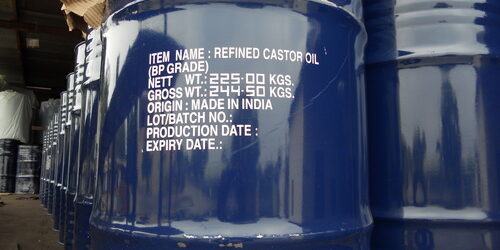 ITEM NAME : REFINED CASTOR OIL
(BP GRADE)
NETT WT.: 225.00 KGS.
GROSS WT.: 244.50 KGS.
ORIGIN : MADE IN INDIA
LOT/BATCH NO.:
PRODUCTION DATE :
EXPIRY DATE.: